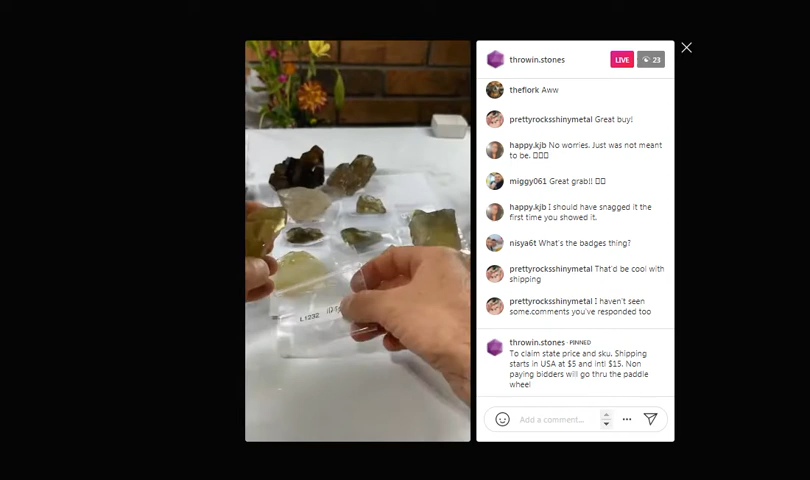 throwin.stones
LIVE
23
theflork Aww
prettyrocksshinymetal Great buy!
happy.kjb No worries. Just was not meant
to be.
miggy061 Great grab!!
happy.kjb I should have snagged it the
first time you showed it.
nisya6t What's the badges thing?
prettyrocksshinymetal That'd be cool with
shipping
prettyrocksshinymetal I haven't seen
some.comments you've responded too
throwin.stones · PINNED
To claim state price and sku. Shipping
starts in USA at $5 and intl $15. Non
paying bidders will go thru the paddle
wheel
Add a comment...
L1232